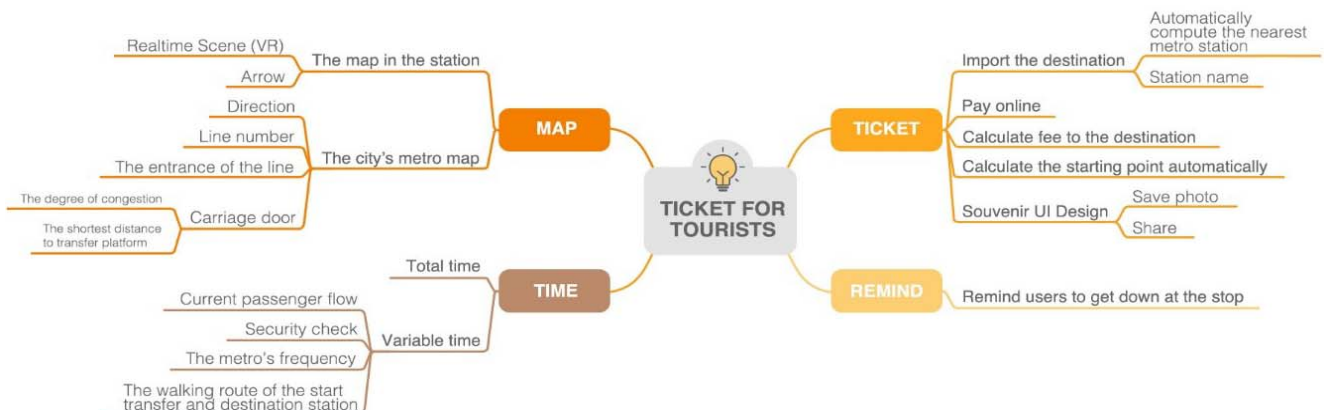 Realtime Scene (VR)
Arrow
The map in the station
Direction
Line number
The entrance of the line
The degree of congestion
The shortest distance
to transfer platform
Carriage door
The city's metro map
MAP
Total time
Current passenger flow
Security check
The metro's frequency
The walking route of the start
transfer and destination station
Variable time
TIME
TICKET FOR
TOURISTS
TICKET
Import the destination
Automatically
compute the nearest
metro station
Station name
Pay online
Calculate fee to the destination
Calculate the starting point automatically
Souvenir UI Design
Save photo
Share
REMIND
Remind users to get down at the stop